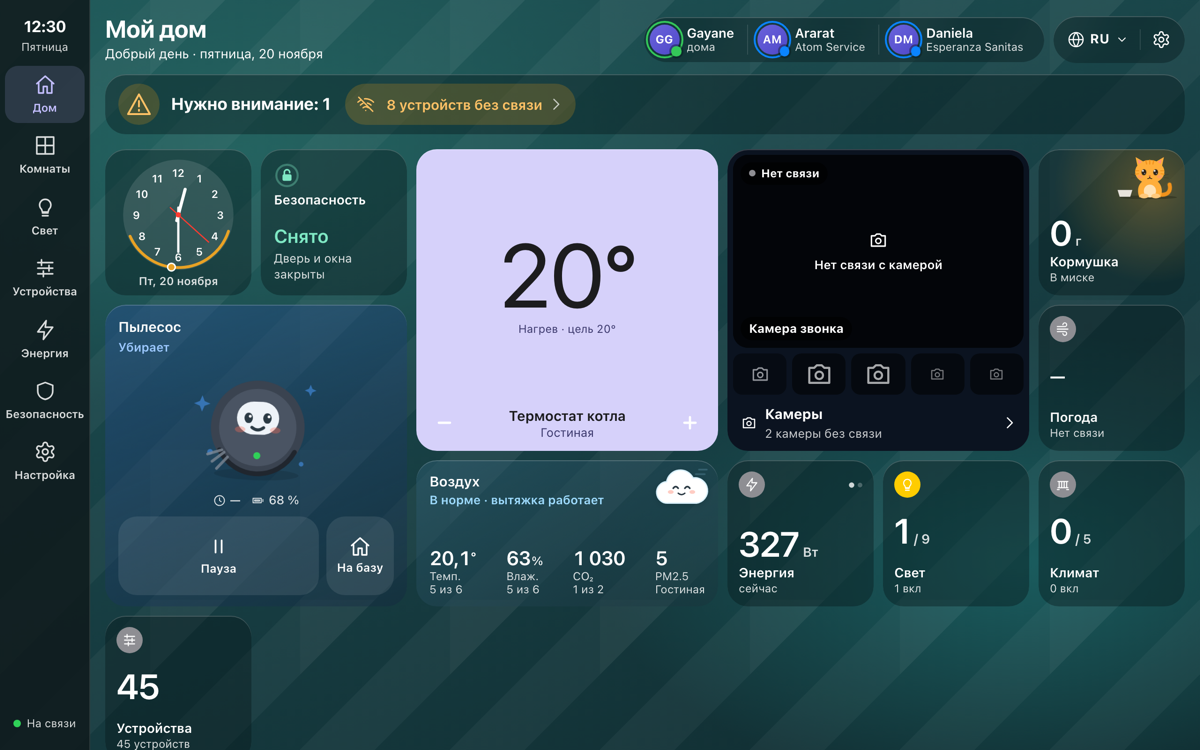 12:30
Пятница
Дом
Комнаты
Свет
Устройства
Энергия
Безопасность
Настройка
На связи
Мой дом
Добрый день · пятница, 20 ноября
GG
Gayane
дома
AM
Ararat
Atom Service
DM
Daniela
Esperanza Sanitas
RU
Нужно внимание: 1
8 устройств без связи
12
1
2
3
4
5
6
7
8
9
10
11
Пт, 20 ноября
Безопасность
Снято
Дверь и окна
закрыты
20°
Нагрев · цель 20°
Термостат котла
Гостиная
Нет связи
Нет связи с камерой
Камера звонка
Камеры
2 камеры без связи
0 г
Кормушка
В миске
Пылесос
Убирает
— 68 %
Пауза
На базу
—
Погода
Нет связи
Воздух
В норме · вытяжка работает
20,1° 63% 1 030 5
Темп. Влаж. CO₂ PM2.5
5 из 6 5 из 6 1 из 2 Гостиная
327 Вт
Энергия
сейчас
1 / 9
Свет
1 вкл
0 / 5
Климат
0 вкл
45
Устройства
45 устройств